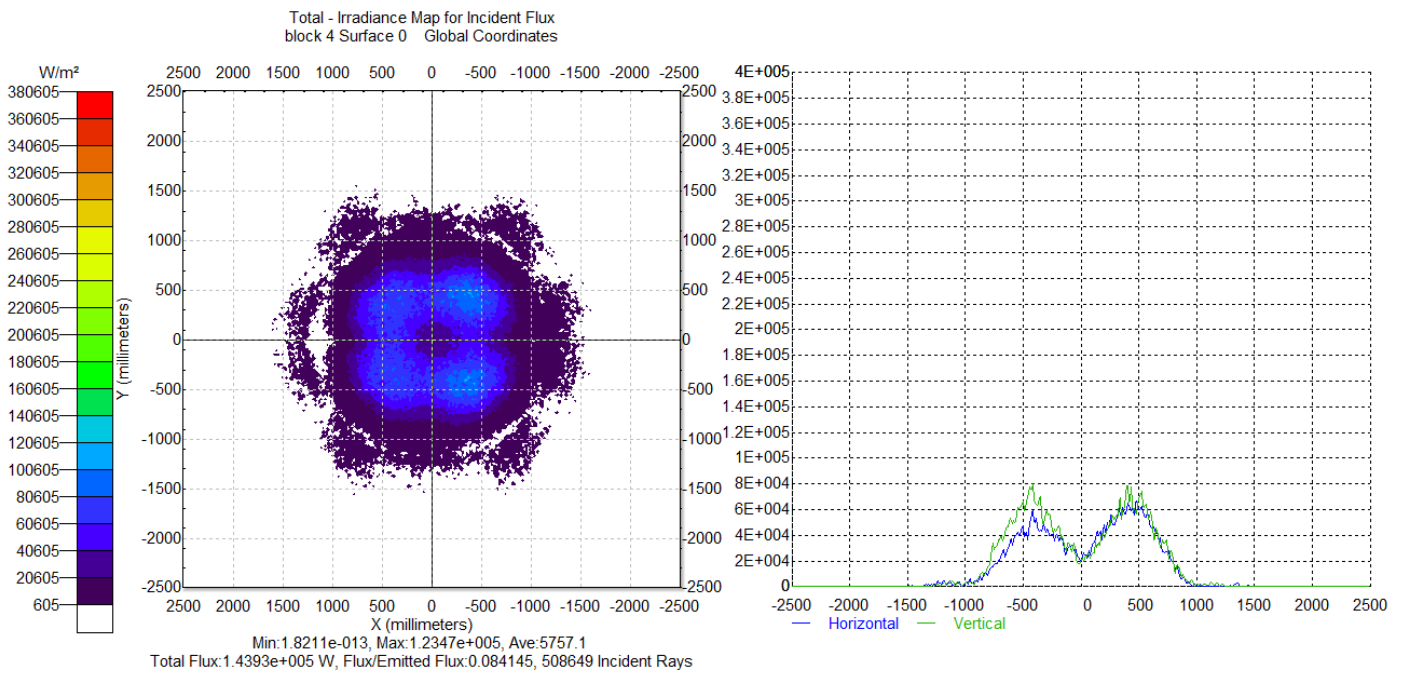 Total - Irradiance Map for Incident Flux
block 4 Surface 0 Global Coordinates
W/m²
380605
360605
340605
320605
300605
280605
260605
240605
220605
200605
180605
160605
140605
120605
100605
80605
60605
40605
20605
605
2500 2000 1500 1000 500 0 -500 -1000 -1500 -2000 -2500
2500
2000
1500
1000
500
0
-500
-1000
-1500
-2000
-2500
Y (millimeters)
2500
2000
1500
1000
500
0
-500
-1000
-1500
-2000
-2500
2500 2000 1500 1000 500 0 -500 -1000 -1500 -2000 -2500
X (millimeters)
Min:1.8211e-013, Max:1.2347e+005, Ave:5757.1
Total Flux:1.4393e+005 W, Flux/Emitted Flux:0.084145, 508649 Incident Rays
4E+005
3.8E+005
3.6E+005
3.4E+005
3.2E+005
3E+005
2.8E+005
2.6E+005
2.4E+005
2.2E+005
2E+005
1.8E+005
1.6E+005
1.4E+005
1.2E+005
1E+005
8E+004
6E+004
4E+004
2E+004
0
-2500 -2000 -1500 -1000 -500 0 500 1000 1500 2000 2500
Horizontal Vertical